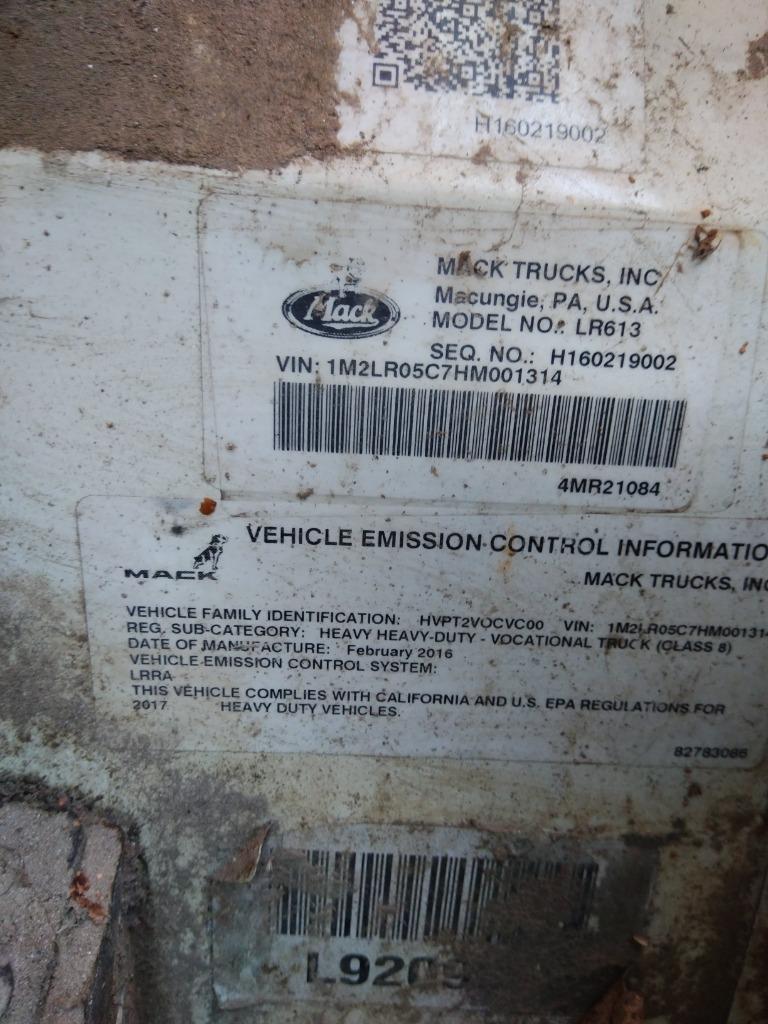 H160219002
Mack
MACK TRUCKS, INC
Macungie, PA, U.S.A.
MODEL NO.: LR613
SEQ. NO.: H160219002
VIN: 1M2LR05C7HM001314
4MR21084
MACK
VEHICLE EMISSION CONTROL INFORMATIO
MACK TRUCKS, INC
VEHICLE FAMILY IDENTIFICATION: HVPT2VOCVC00 VIN: 1M2LR05C7HM001314
REG. SUB-CATEGORY: HEAVY HEAVY-DUTY - VOCATIONAL TRUCK (CLASS 8)
DATE OF MANUFACTURE: February 2016
VEHICLE EMISSION CONTROL SYSTEM:
LRRA
THIS VEHICLE COMPLIES WITH CALIFORNIA AND U.S. EPA REGULATIONS FOR
2017 HEAVY DUTY VEHICLES.
82783086